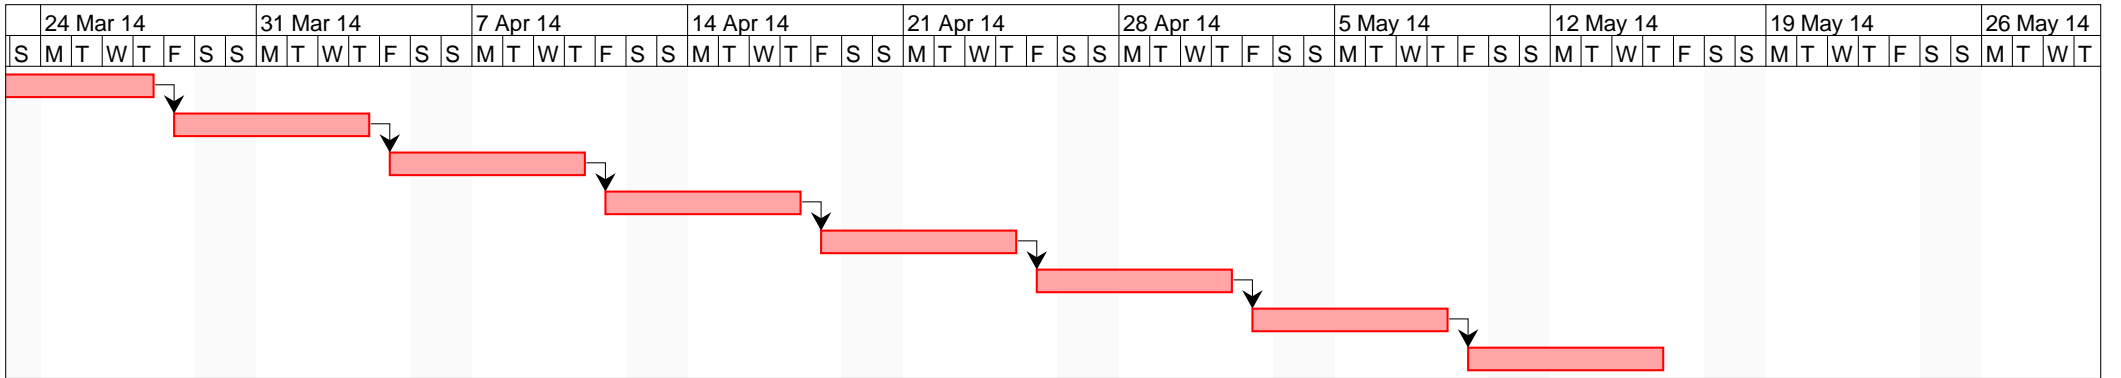 24 Mar 14 31 Mar 14 7 Apr 14 14 Apr 14 21 Apr 14 28 Apr 14 5 May 14 12 May 14 19 May 14 26 May 14
S M T W T F S S M T W T F S S M T W T F S S M T W T F S S M T W T F S S M T W T F S S M T W T F S S M T W T F S S M T W T F S S M T W T